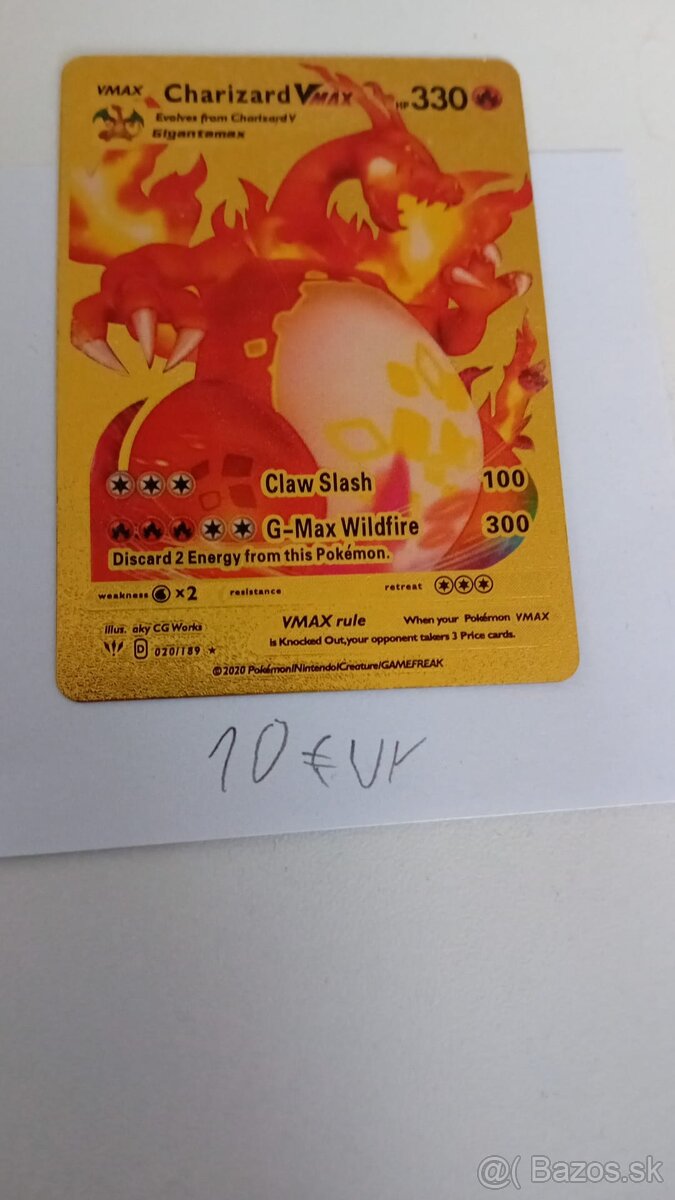 VMAX Charizard VMAX HP 330
Evolves from Charizard V
Gigantamax
Claw Slash 100
G-Max Wildfire 300
Discard 2 Energy from this Pokémon.
weakness ×2 resistance retreat
VMAX rule When your Pokémon VMAX
is Knocked Out,your opponent takers 3 Price cards.
Illus. aky CG Works
D 020/189 ★
©2020 Pokémon/Nintendo/Creature/GAMEFREAK
10 €ur
@( Bazos.sk